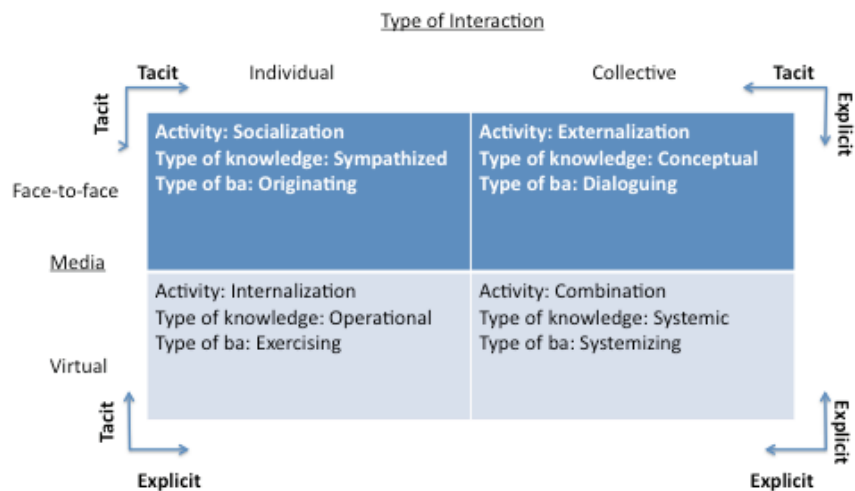 Type of Interaction
Tacit Individual Collective Tacit
Tacit
Explicit
Activity: Socialization
Type of knowledge: Sympathized
Type of ba: Originating
Activity: Externalization
Type of knowledge: Conceptual
Type of ba: Dialoguing
Face-to-face
Media
Activity: Internalization
Type of knowledge: Operational
Type of ba: Exercising
Activity: Combination
Type of knowledge: Systemic
Type of ba: Systemizing
Virtual
Tacit
Explicit
Explicit
Explicit